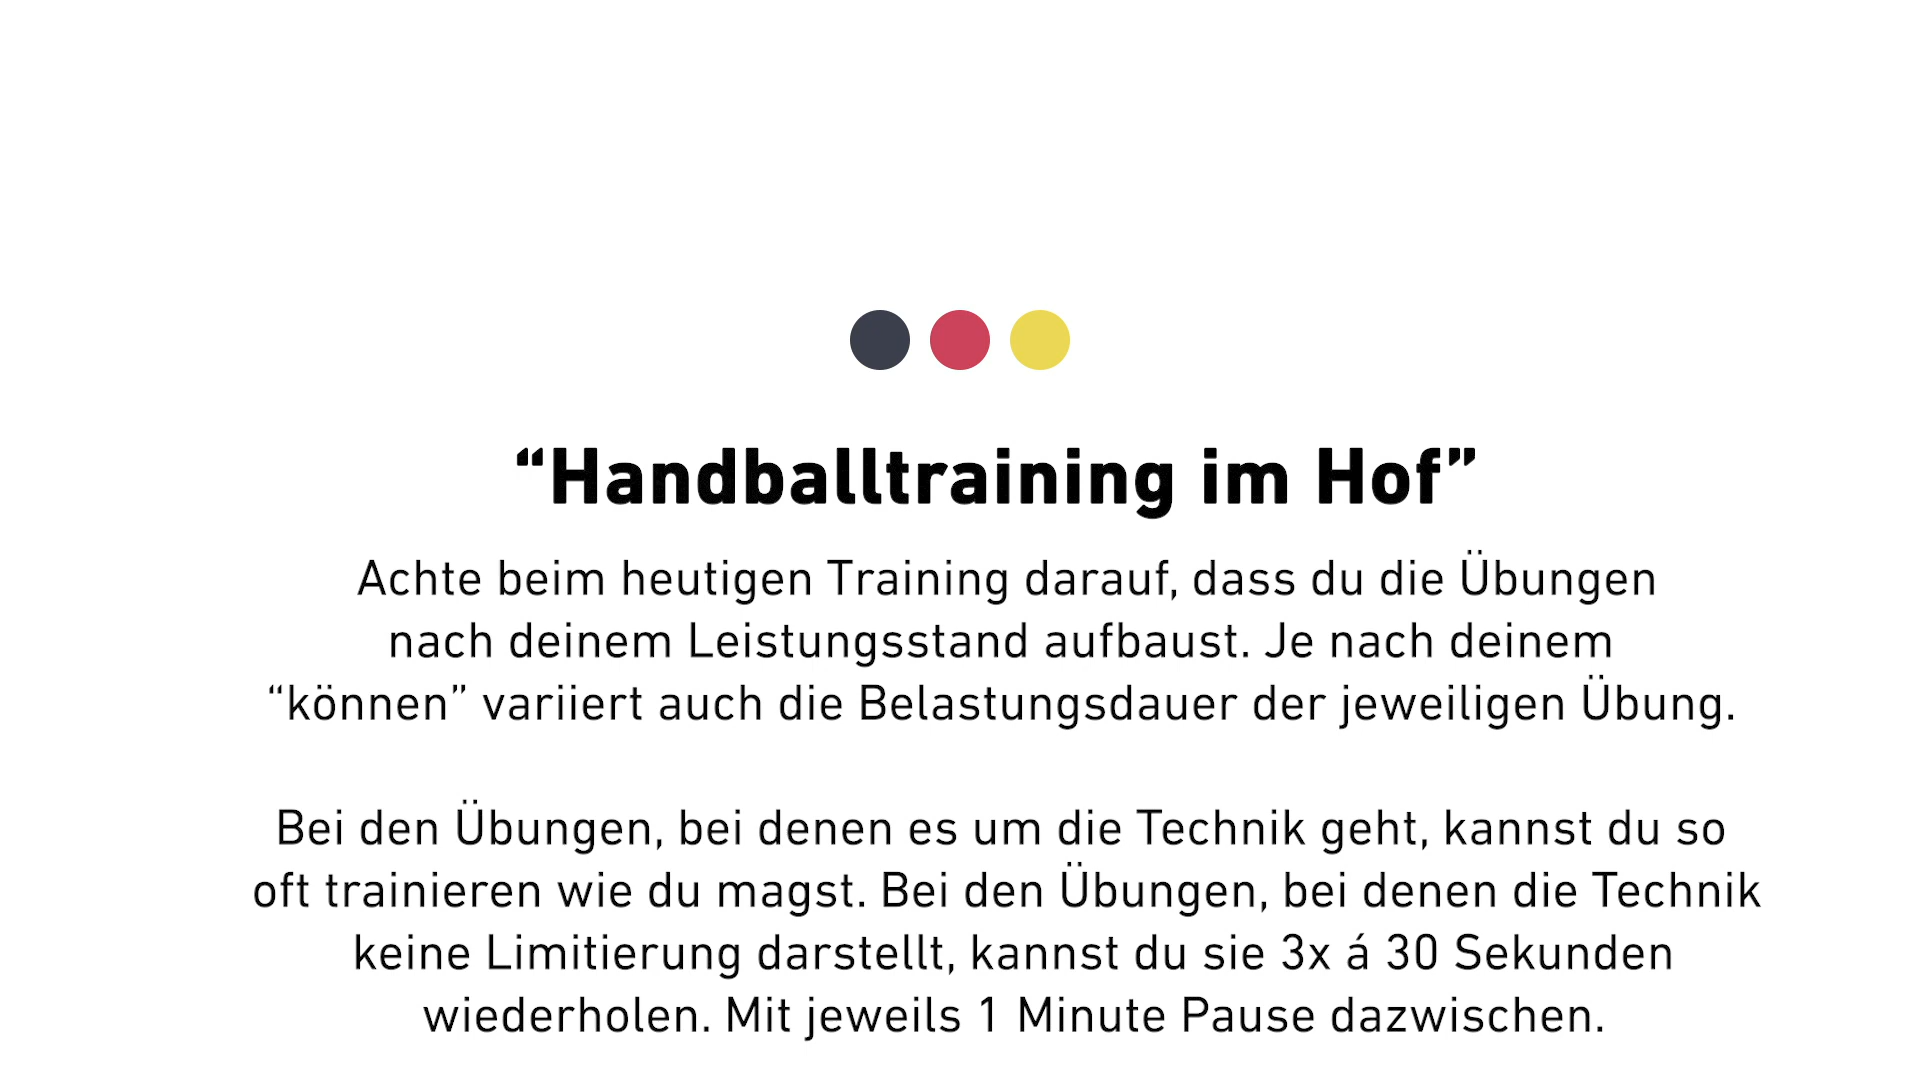 “Handballtraining im Hof”
Achte beim heutigen Training darauf, dass du die Übungen
nach deinem Leistungsstand aufbaust. Je nach deinem
“können” variiert auch die Belastungsdauer der jeweiligen Übung.
Bei den Übungen, bei denen es um die Technik geht, kannst du so
oft trainieren wie du magst. Bei den Übungen, bei denen die Technik
keine Limitierung darstellt, kannst du sie 3x á 30 Sekunden
wiederholen. Mit jeweils 1 Minute Pause dazwischen.